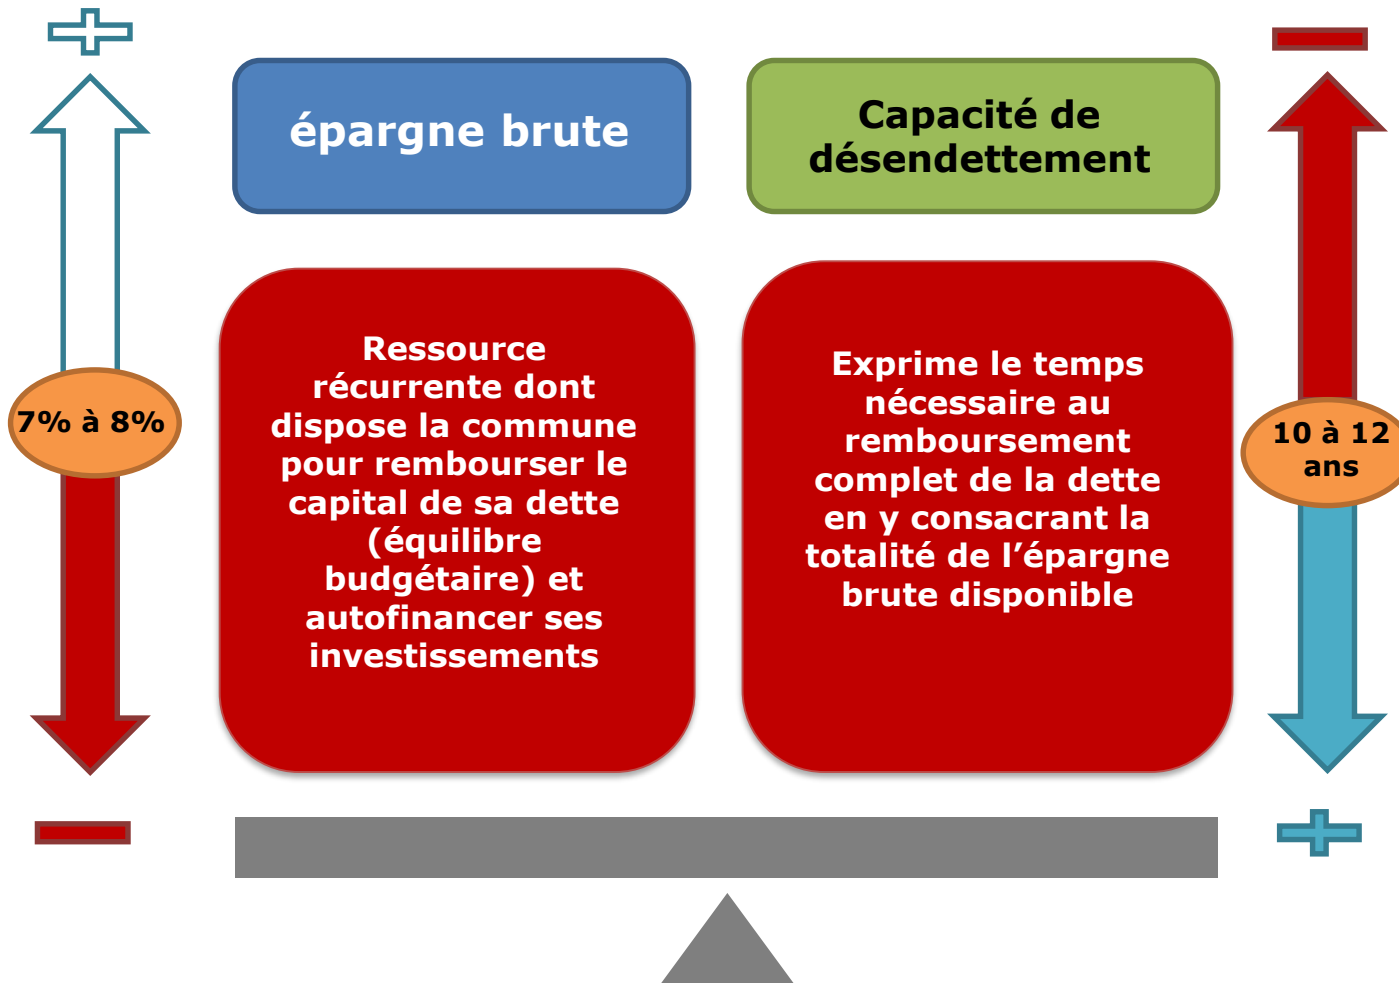 épargne brute
Capacité de
désendettement
Ressource
récurrente dont
dispose la commune
pour rembourser le
capital de sa dette
(équilibre
budgétaire) et
autofinancer ses
investissements
Exprime le temps
nécessaire au
remboursement
complet de la dette
en y consacrant la
totalité de l’épargne
brute disponible
7% à 8%
10 à 12
ans